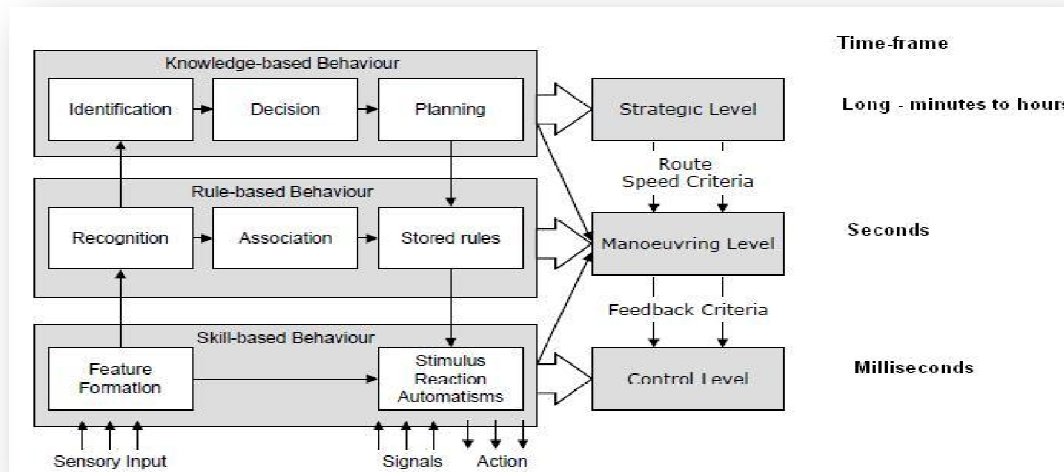 Time-frame
Knowledge-based Behaviour
Identification
Decision
Planning
Strategic Level
Long - minutes to hours
Route
Speed Criteria
Rule-based Behaviour
Recognition
Association
Stored rules
Manoeuvring Level
Seconds
Feedback Criteria
Skill-based Behaviour
Feature
Formation
Stimulus
Reaction
Automatisms
Control Level
Milliseconds
Sensory Input
Signals
Action